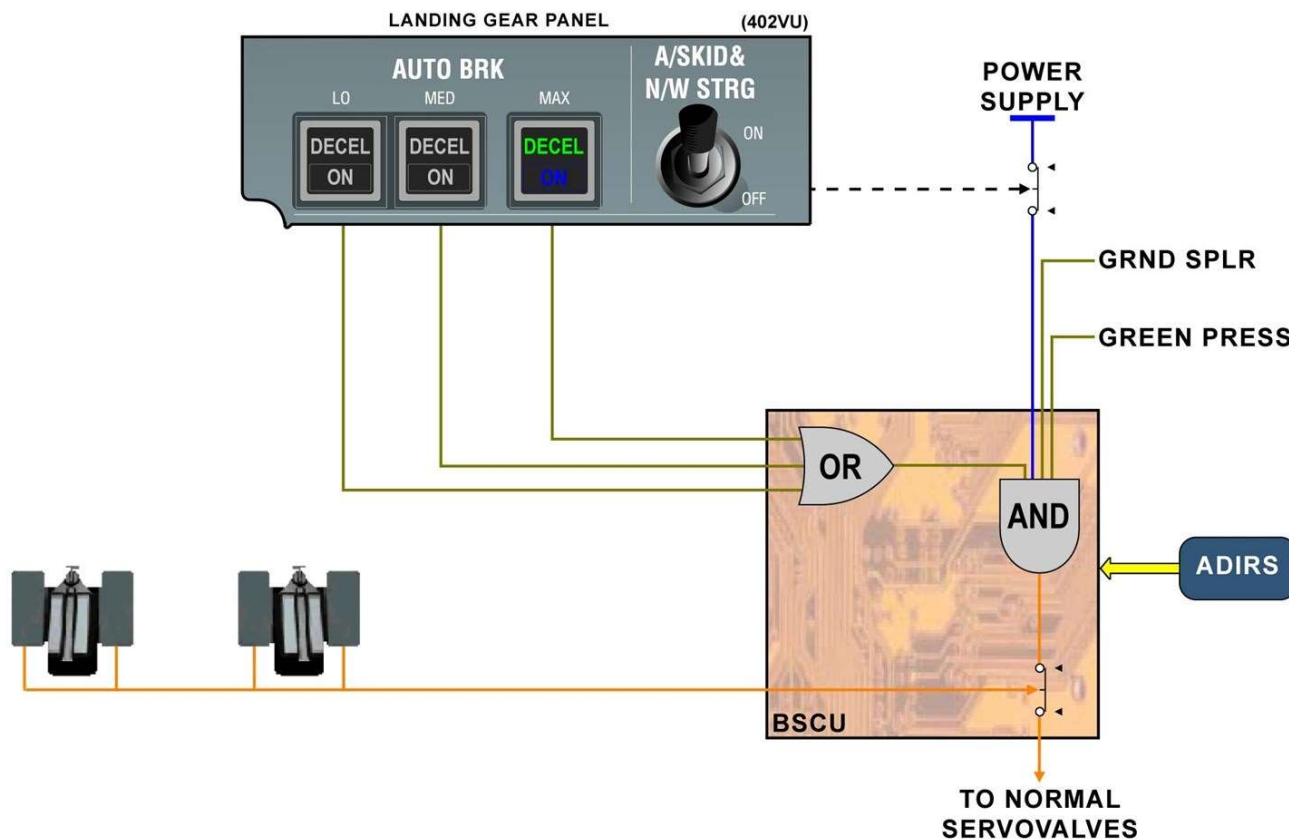 LANDING GEAR PANEL (402VU)
AUTO BRK
A/SKID&
N/W STRG
LO MED MAX
DECEL DECEL DECEL
ON ON ON
ON
OFF
POWER
SUPPLY
GRND SPLR
GREEN PRESS
OR
AND
ADIRS
BSCU
TO NORMAL
SERVOVALVES